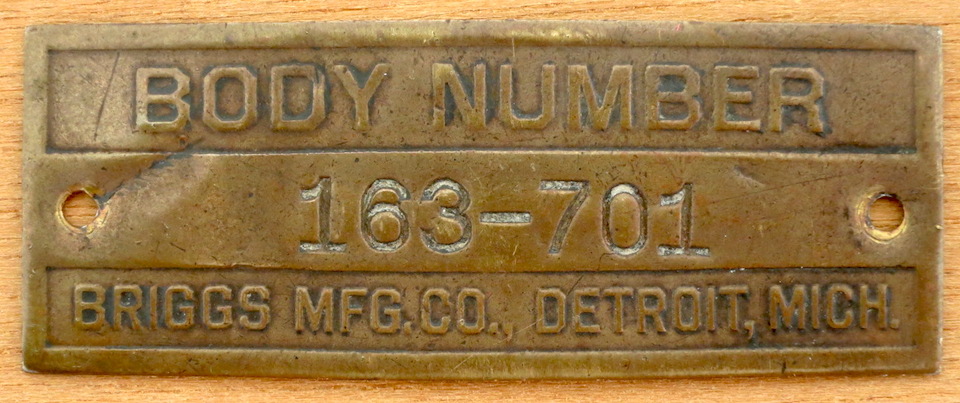 BODY NUMBER
163-701
BRIGGS MFG.CO., DETROIT, MICH.